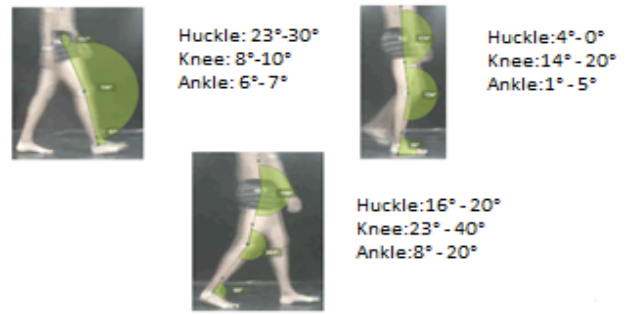 Huckle: 23°-30°
Knee: 8°-10°
Ankle: 6°- 7°
Huckle:4°- 0°
Knee:14° - 20°
Ankle:1° - 5°
Huckle:16° - 20°
Knee:23° - 40°
Ankle:8° - 20°